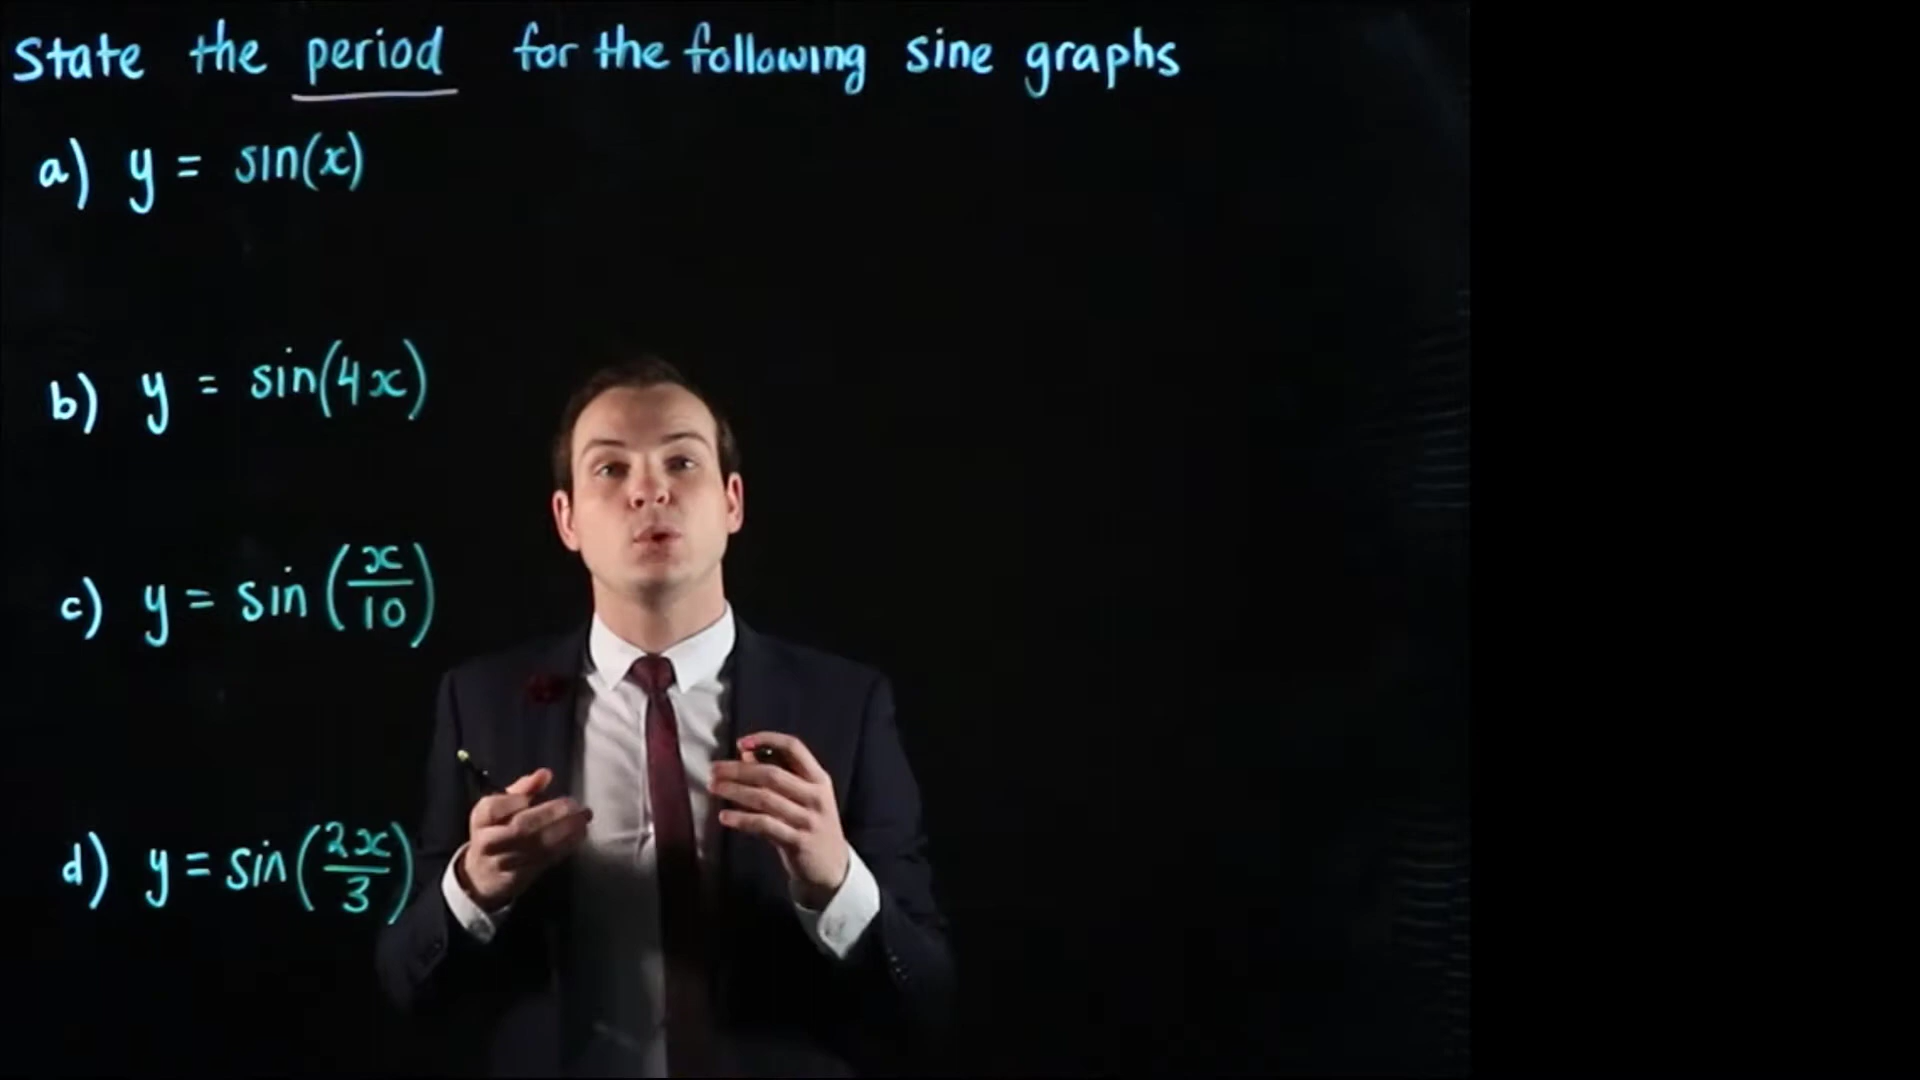 State the period for the following sine graphs
a) y = sin(x)
b) y = sin(4x)
c) y = sin(x/10)
d) y = sin(2x/3)